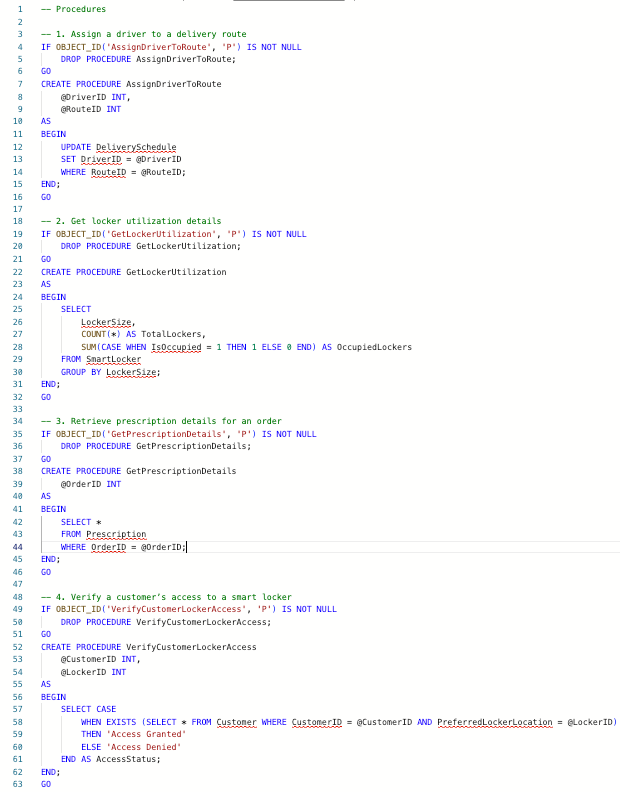 1 -- Procedures
2
3 -- 1. Assign a driver to a delivery route
4 IF OBJECT_ID('AssignDriverToRoute', 'P') IS NOT NULL
5     DROP PROCEDURE AssignDriverToRoute;
6 GO
7 CREATE PROCEDURE AssignDriverToRoute
8     @DriverID INT,
9     @RouteID INT
10 AS
11 BEGIN
12     UPDATE DeliverySchedule
13     SET DriverID = @DriverID
14     WHERE RouteID = @RouteID;
15 END;
16 GO
17
18 -- 2. Get locker utilization details
19 IF OBJECT_ID('GetLockerUtilization', 'P') IS NOT NULL
20     DROP PROCEDURE GetLockerUtilization;
21 GO
22 CREATE PROCEDURE GetLockerUtilization
23 AS
24 BEGIN
25     SELECT
26         LockerSize,
27         COUNT(*) AS TotalLockers,
28         SUM(CASE WHEN IsOccupied = 1 THEN 1 ELSE 0 END) AS OccupiedLockers
29     FROM SmartLocker
30     GROUP BY LockerSize;
31 END;
32 GO
33
34 -- 3. Retrieve prescription details for an order
35 IF OBJECT_ID('GetPrescriptionDetails', 'P') IS NOT NULL
36     DROP PROCEDURE GetPrescriptionDetails;
37 GO
38 CREATE PROCEDURE GetPrescriptionDetails
39     @OrderID INT
40 AS
41 BEGIN
42     SELECT *
43     FROM Prescription
44     WHERE OrderID = @OrderID;
45 END;
46 GO
47
48 -- 4. Verify a customer’s access to a smart locker
49 IF OBJECT_ID('VerifyCustomerLockerAccess', 'P') IS NOT NULL
50     DROP PROCEDURE VerifyCustomerLockerAccess;
51 GO
52 CREATE PROCEDURE VerifyCustomerLockerAccess
53     @CustomerID INT,
54     @LockerID INT
55 AS
56 BEGIN
57     SELECT CASE
58         WHEN EXISTS (SELECT * FROM Customer WHERE CustomerID = @CustomerID AND PreferredLockerLocation = @LockerID)
59         THEN 'Access Granted'
60         ELSE 'Access Denied'
61     END AS AccessStatus;
62 END;
63 GO